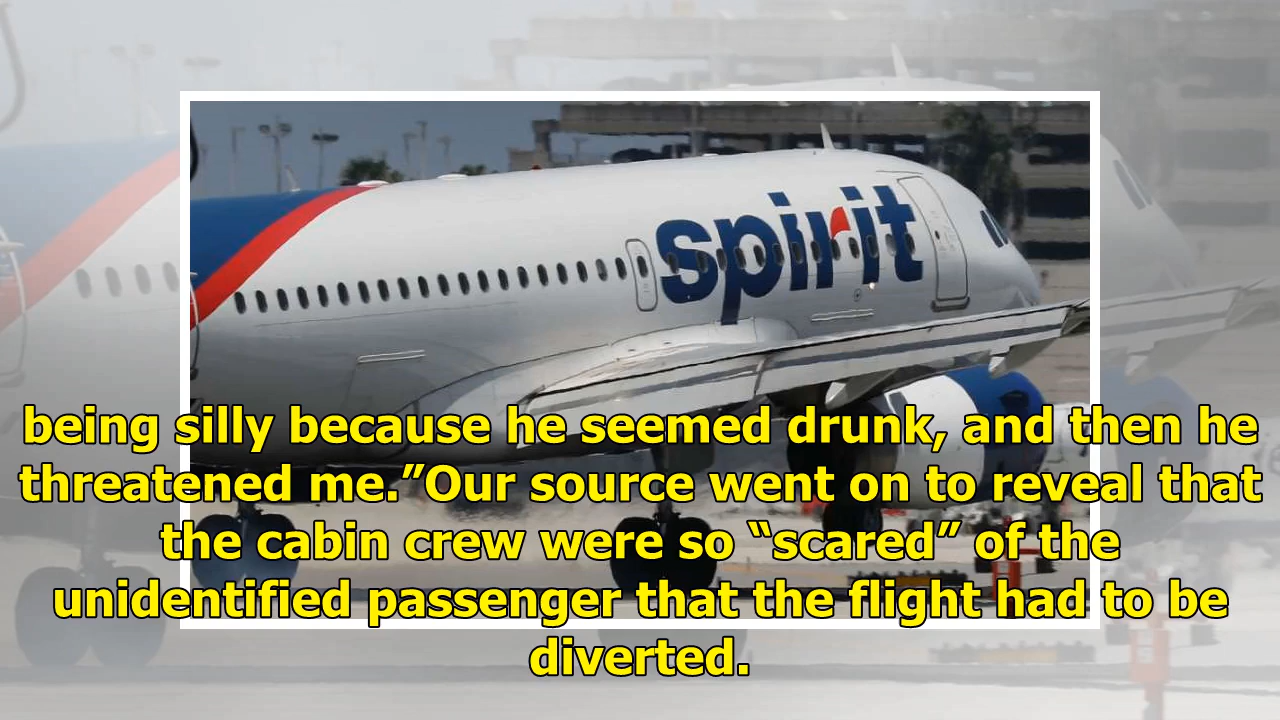 spirit
being silly because he seemed drunk, and then he
threatened me.”Our source went on to reveal that
the cabin crew were so “scared” of the
unidentified passenger that the flight had to be
diverted.